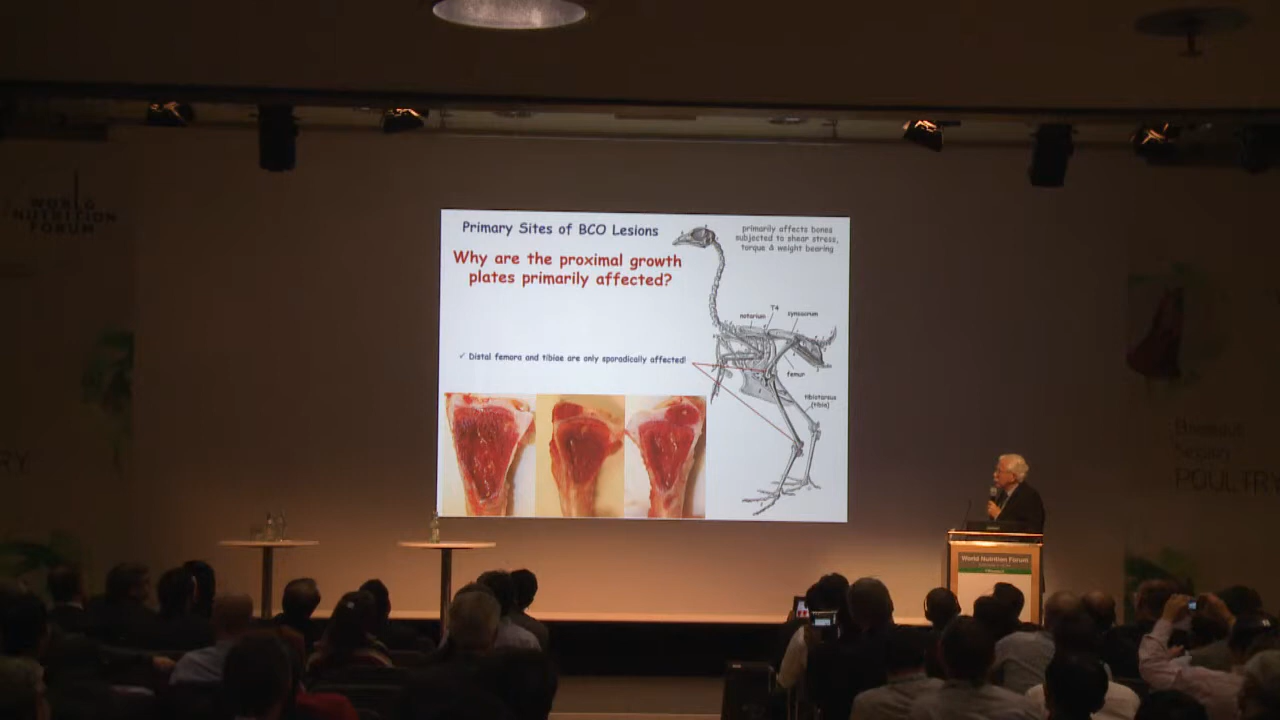 WORLD
NUTRITION
FORUM
Primary Sites of BCO Lesions
Why are the proximal growth
plates primarily affected?
primarily affects bones
subjected to shear stress,
torque & weight bearing
notarium
T4
synsacrum
✓ Distal femora and tibiae are only sporadically affected!
femur
tibiotarsus
(tibia)
World Nutrition Forum
POULTRY
RY